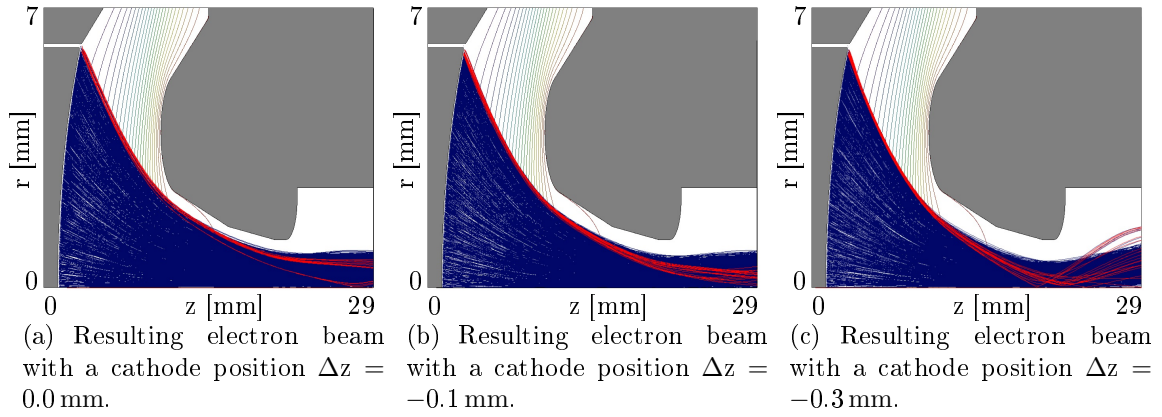 7
r [mm]
0
0 z [mm] 29
(a) Resulting electron beam
with a cathode position Δz =
0.0 mm.
7
r [mm]
0
0 z [mm] 29
(b) Resulting electron beam
with a cathode position Δz =
−0.1 mm.
7
r [mm]
0
0 z [mm] 29
(c) Resulting electron beam
with a cathode position Δz =
−0.3 mm.